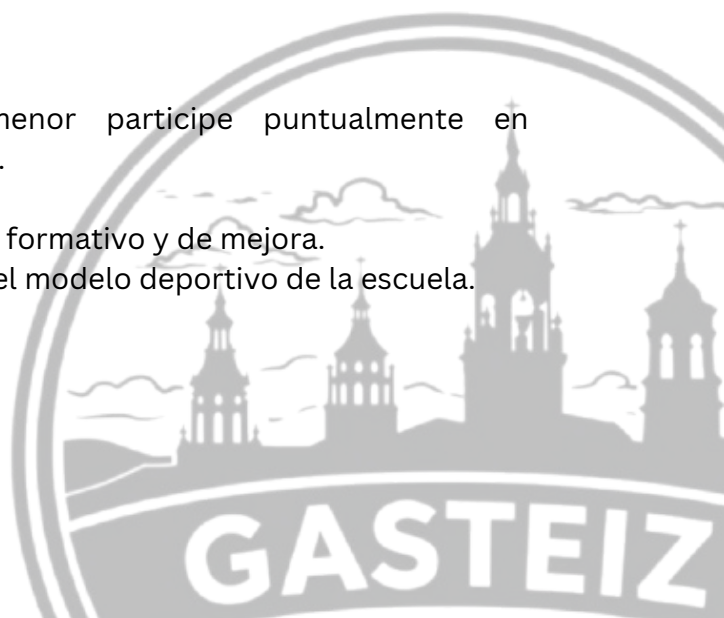 menor participe puntualmente en
.
formativo y de mejora.
el modelo deportivo de la escuela.
GASTEIZ